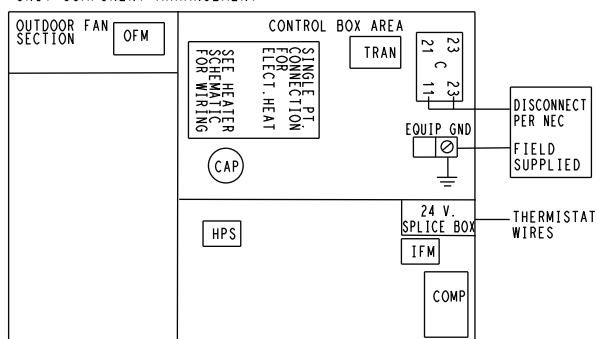 OUTDOOR FAN
SECTION
OFM
CONTROL BOX AREA
TRAN
23
21
C
11
23
SINGLE PT.
CONNECTION
FOR
ELECT.HEAT
SEE HEATER
SCHEMATIC
FOR WIRING
DISCONNECT
PER NEC
EQUIP GND
FIELD
SUPPLIED
CAP
24 V.
SPLICE BOX
THERMISTAT
WIRES
HPS
IFM
COMP